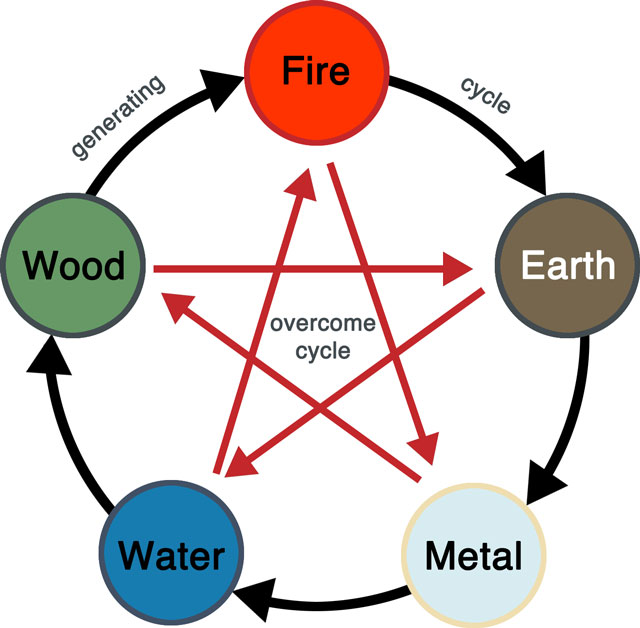 Fire
generating
cycle
Wood
Earth
overcome
cycle
Water
Metal